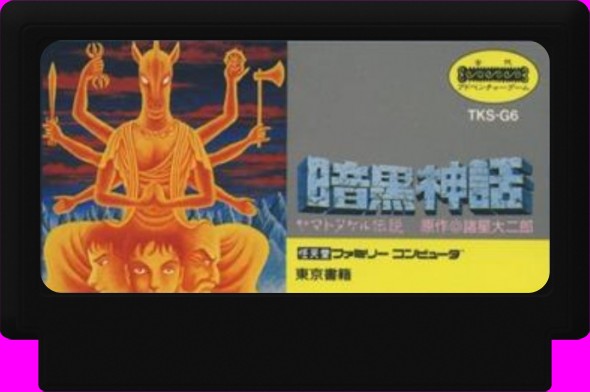 古代
アドベンチャーゲーム
TKS-G6
暗黒神話
ヤマトタケル伝説 原作◎諸星大二郎
任天堂 ファミリー コンピュータ
東京書籍